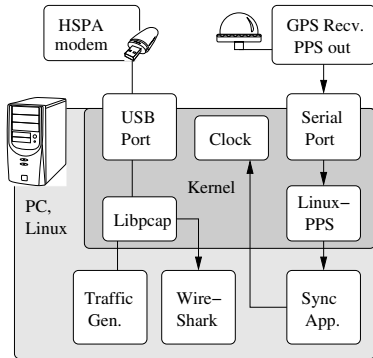 HSPA
modem
GPS Recv.
PPS out
USB
Port
Clock
Serial
Port
Kernel
PC,
Linux
Libpcap
Linux−
PPS
Traffic
Gen.
Wire−
Shark
Sync
App.